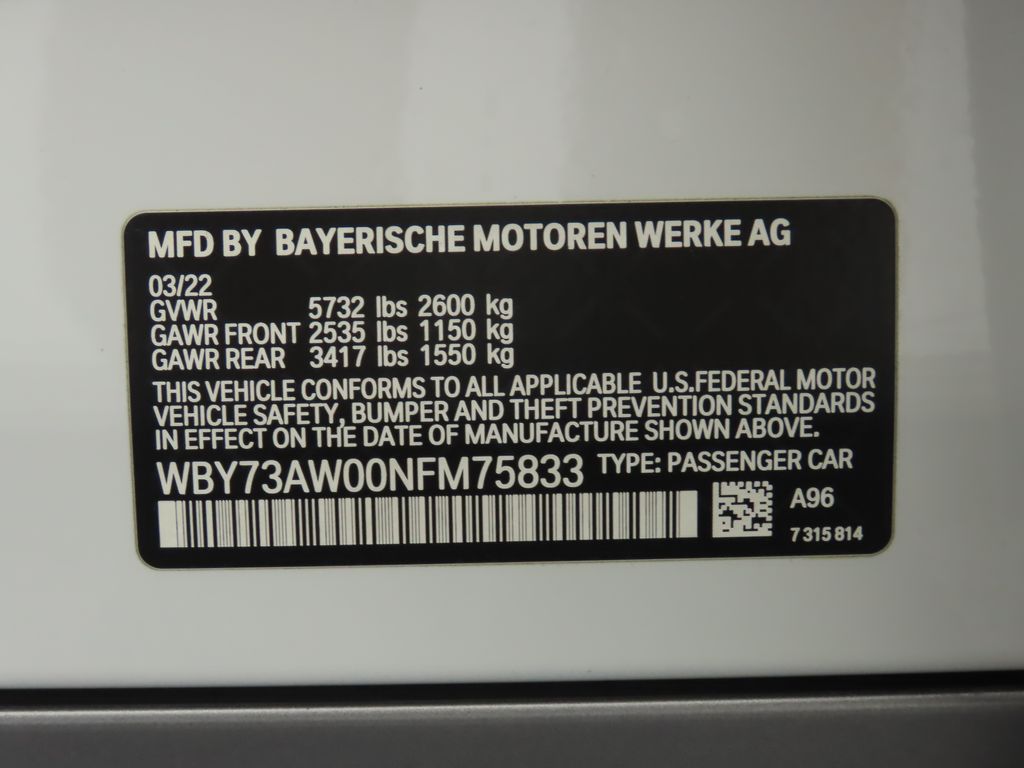 MFD BY BAYERISCHE MOTOREN WERKE AG
03/22
GVWR 5732 lbs 2600 kg
GAWR FRONT 2535 lbs 1150 kg
GAWR REAR 3417 lbs 1550 kg
THIS VEHICLE CONFORMS TO ALL APPLICABLE U.S.FEDERAL MOTOR
VEHICLE SAFETY, BUMPER AND THEFT PREVENTION STANDARDS
IN EFFECT ON THE DATE OF MANUFACTURE SHOWN ABOVE.
WBY73AW00NFM75833 TYPE: PASSENGER CAR
A96
7 315 814